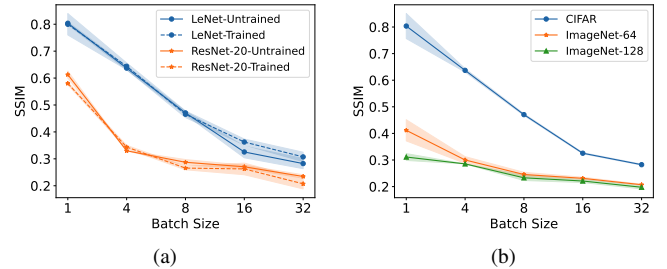 LeNet-Untrained
LeNet-Trained
ResNet-20-Untrained
ResNet-20-Trained
SSIM
0.8
0.7
0.6
0.5
0.4
0.3
0.2
1 4 8 16 32
Batch Size
(a)
CIFAR
ImageNet-64
ImageNet-128
SSIM
0.8
0.7
0.6
0.5
0.4
0.3
0.2
1 4 8 16 32
Batch Size
(b)